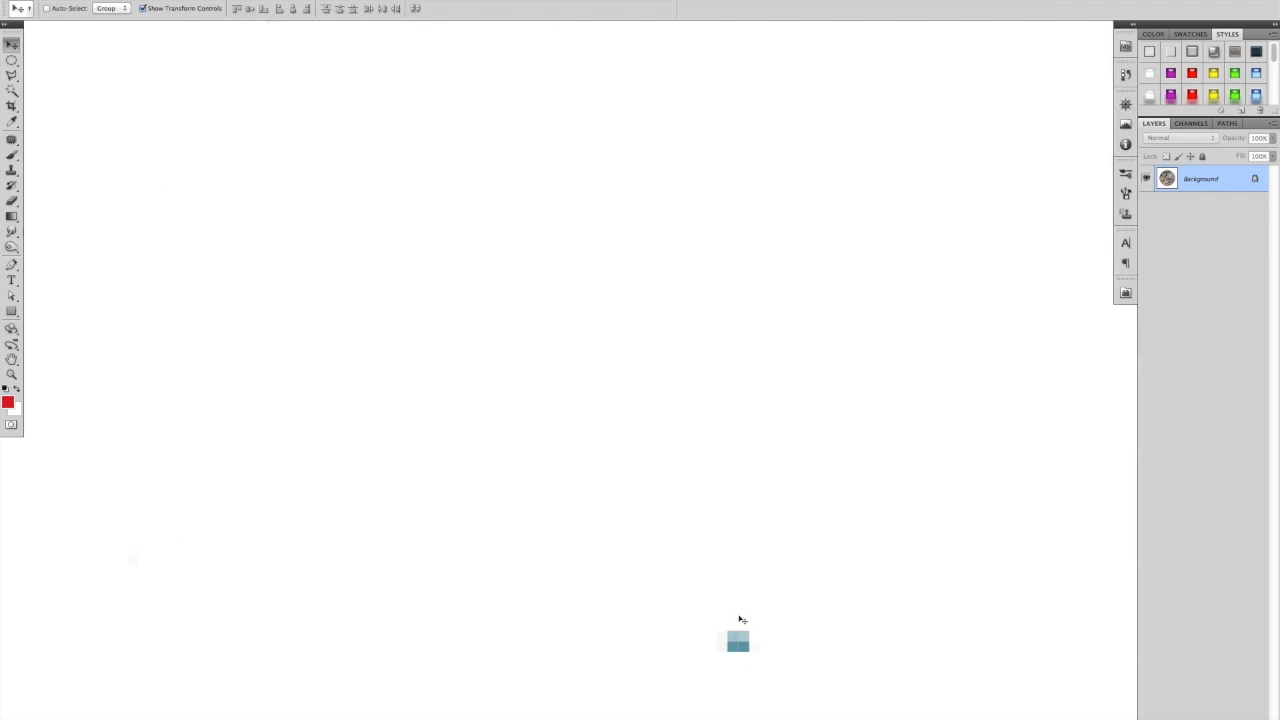 Auto-Select: Group Show Transform Controls
COLOR SWATCHES STYLES
LAYERS CHANNELS PATHS
Normal Opacity: 100%
Lock: Fill: 100%
Background